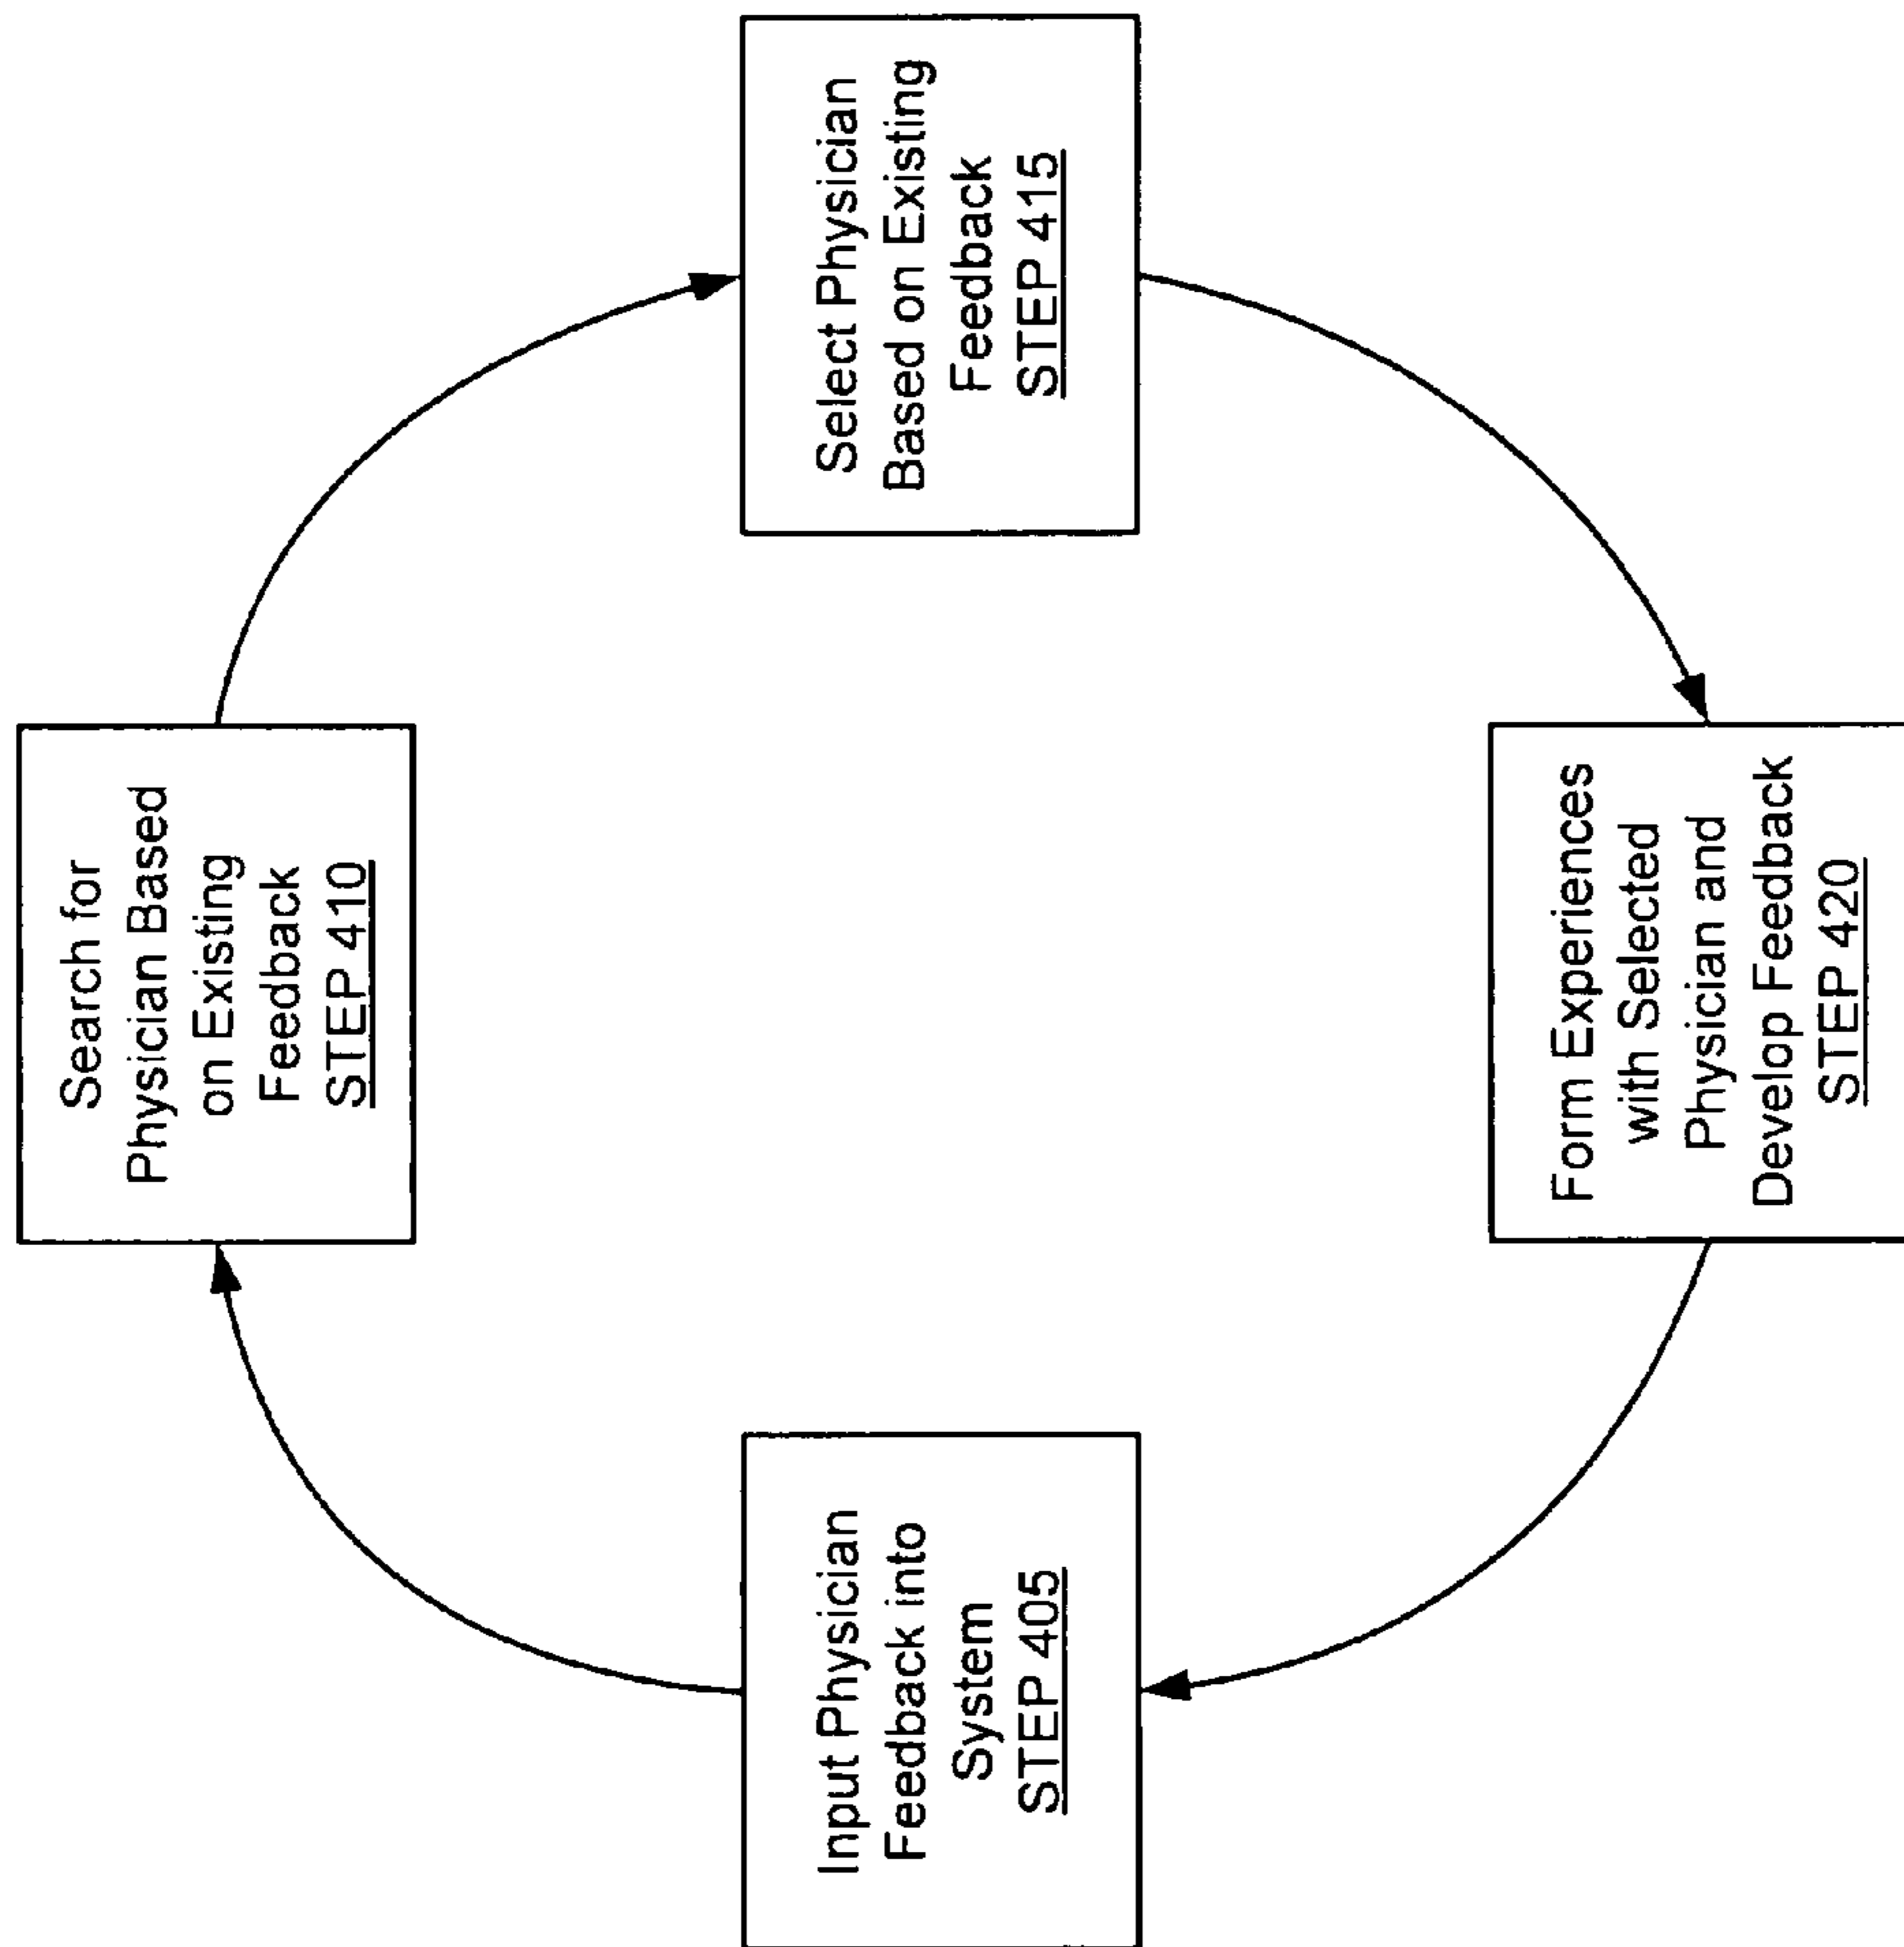 Input Physician
Feedback into
System
STEP 405
Search for
Physician Based
on Existing
Feedback
STEP 410
Select Physician
Based on Existing
Feedback
STEP 415
Form Experiences
with Selected
Physician and
Develop Feedback
STEP 420